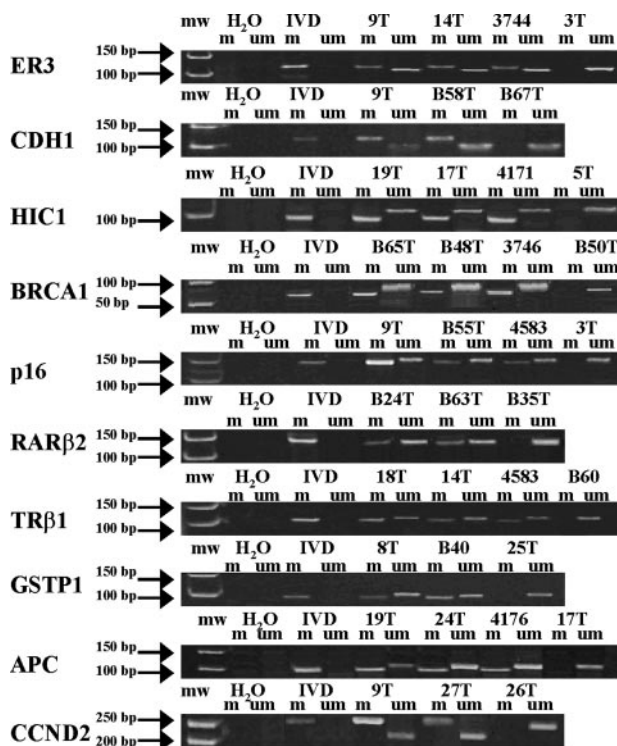 mw H₂O IVD 9T 14T 3744 3T
m um m um m um m um m um m um
ER3 150 bp 100 bp
mw H₂O IVD 9T B58T B67T
m um m um m um m um m um
CDH1 150 bp 100 bp
mw H₂O IVD 19T 17T 4171 5T
m um m um m um m um m um m um
HIC1 100 bp
mw H₂O IVD B65T B48T 3746 B50T
m um m um m um m um m um m um
BRCA1 100 bp 50 bp
mw H₂O IVD 9T B55T 4583 3T
m um m um m um m um m um m um
p16 150 bp 100 bp
mw H₂O IVD B24T B63T B35T
m um m um m um m um m um
RARβ2 150 bp 100 bp
mw H₂O IVD 18T 14T 4583 B60
m um m um m um m um m um m um
TRβ1 150 bp 100 bp
mw H₂O IVD 8T B40 25T
m um m um m um m um m um
GSTP1 150 bp 100 bp
mw H₂O IVD 19T 24T 4176 17T
m um m um m um m um m um m um
APC 150 bp 100 bp
mw H₂O IVD 9T 27T 26T
m um m um m um m um m um
CCND2 250 bp 200 bp